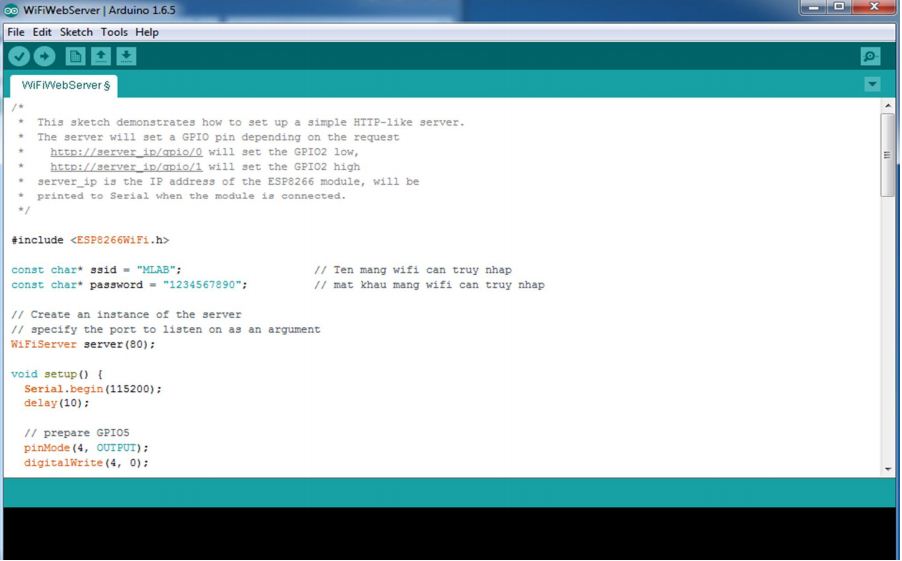 WiFiWebServer | Arduino 1.6.5
File Edit Sketch Tools Help
WiFiWebServer §
/*
 *  This sketch demonstrates how to set up a simple HTTP-like server.
 *  The server will set a GPIO pin depending on the request
 *    http://server_ip/gpio/0 will set the GPIO2 low,
 *    http://server_ip/gpio/1 will set the GPIO2 high
 *  server_ip is the IP address of the ESP8266 module, will be
 *  printed to Serial when the module is connected.
 */
#include <ESP8266WiFi.h>
const char* ssid = "MLAB"; // Ten mang wifi can truy nhap
const char* password = "1234567890"; // mat khau mang wifi can truy nhap
// Create an instance of the server
// specify the port to listen on as an argument
WiFiServer server(80);
void setup() {
  Serial.begin(115200);
  delay(10);
  // prepare GPIO5
  pinMode(4, OUTPUT);
  digitalWrite(4, 0);